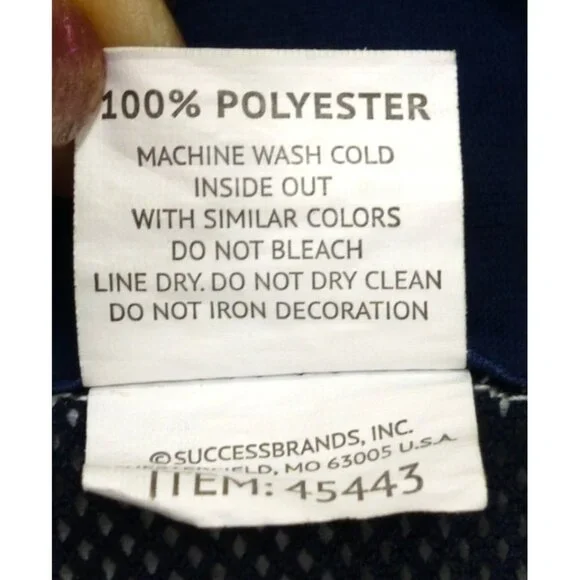 100% POLYESTER
MACHINE WASH COLD
INSIDE OUT
WITH SIMILAR COLORS
DO NOT BLEACH
LINE DRY. DO NOT DRY CLEAN
DO NOT IRON DECORATION
©SUCCESSBRANDS, INC.
MO 63005 U.S.A.
ITEM: 45443